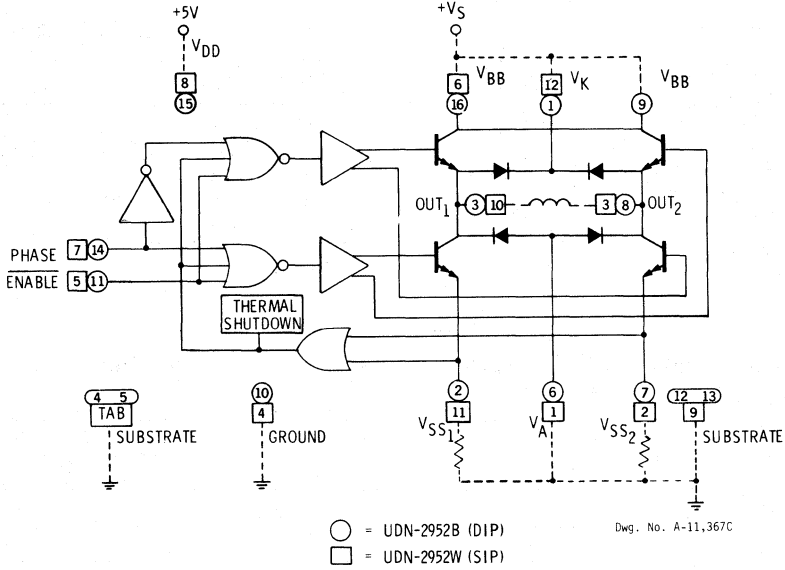 +5V
+VS
VDD
8
15
6
VBB
16
12
VK
1
VBB
9
OUT1
3
10
3
8
OUT2
PHASE
7
14
ENABLE
5
11
THERMAL
SHUTDOWN
4 5
TAB
SUBSTRATE
10
4
GROUND
2
11
VSS1
6
1
VA
7
2
VSS2
12 13
9
SUBSTRATE
= UDN-2952B (DIP)
= UDN-2952W (SIP)
Dwg. No. A-11,367C